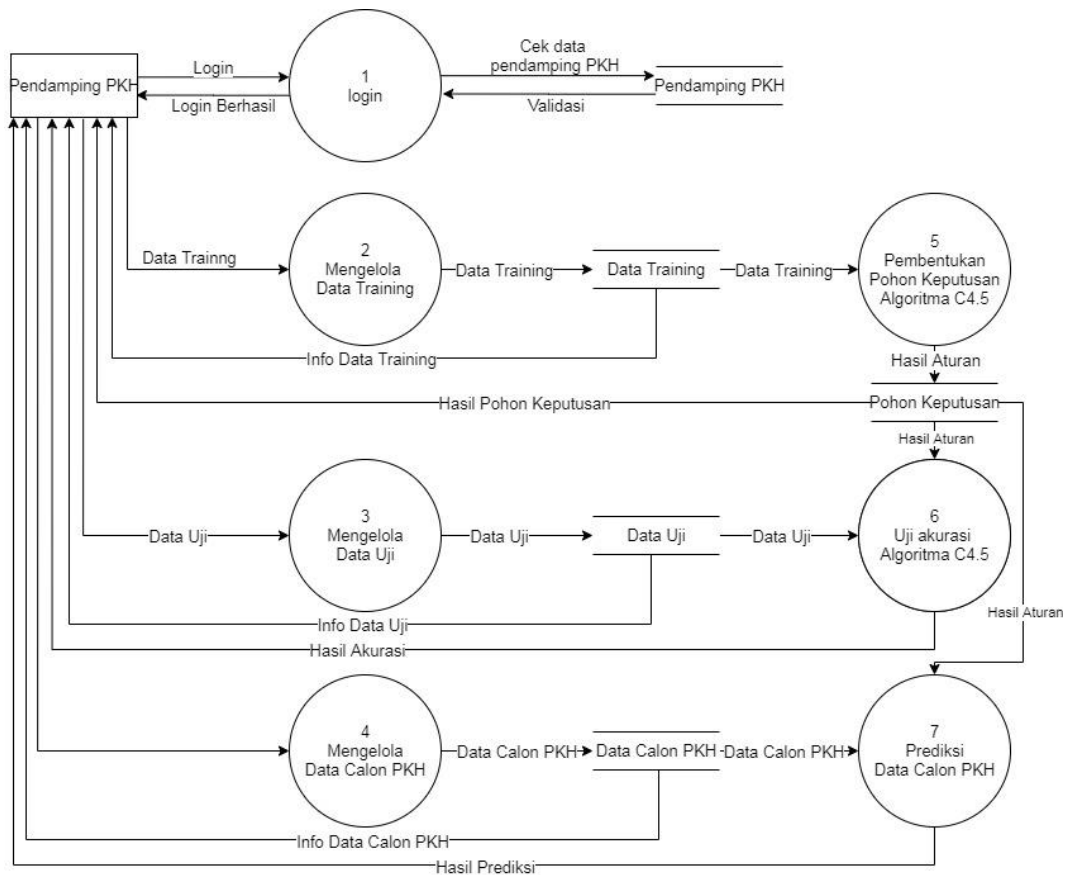 Pendamping PKH
Login
Login Berhasil
1
login
Cek data
pendamping PKH
Validasi
Pendamping PKH
Data Trainng
2
Mengelola
Data Training
Data Training
Data Training
Data Training
5
Pembentukan
Pohon Keputusan
Algoritma C4.5
Info Data Training
Hasil Aturan
Hasil Pohon Keputusan
Pohon Keputusan
Hasil Aturan
Data Uji
3
Mengelola
Data Uji
Data Uji
Data Uji
Data Uji
6
Uji akurasi
Algoritma C4.5
Hasil Aturan
Info Data Uji
Hasil Akurasi
4
Mengelola
Data Calon PKH
Data Calon PKH
Data Calon PKH
Data Calon PKH
7
Prediksi
Data Calon PKH
Info Data Calon PKH
Hasil Prediksi